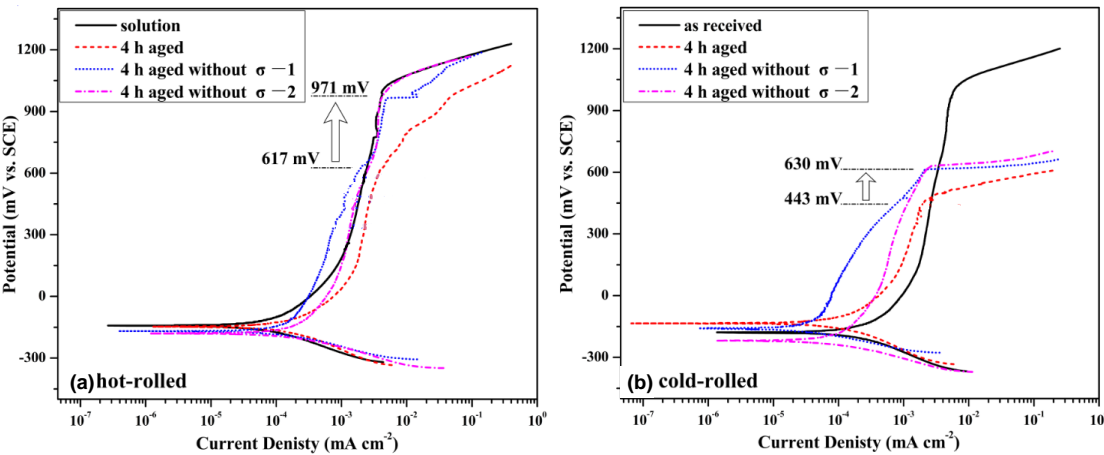 solution
4 h aged
4 h aged without σ－1
4 h aged without σ－2
1200
900
600
300
0
-300
Potential (mV vs. SCE)
971 mV
617 mV
(a) hot-rolled
10-7
10-6
10-5
10-4
10-3
10-2
10-1
100
Current Denisty (mA cm-2)
as received
4 h aged
4 h aged without σ－1
4 h aged without σ－2
1200
900
600
300
0
-300
Potential (mV vs. SCE)
630 mV
443 mV
(b) cold-rolled
10-7
10-6
10-5
10-4
10-3
10-2
10-1
10
Current Denisty (mA cm-2)